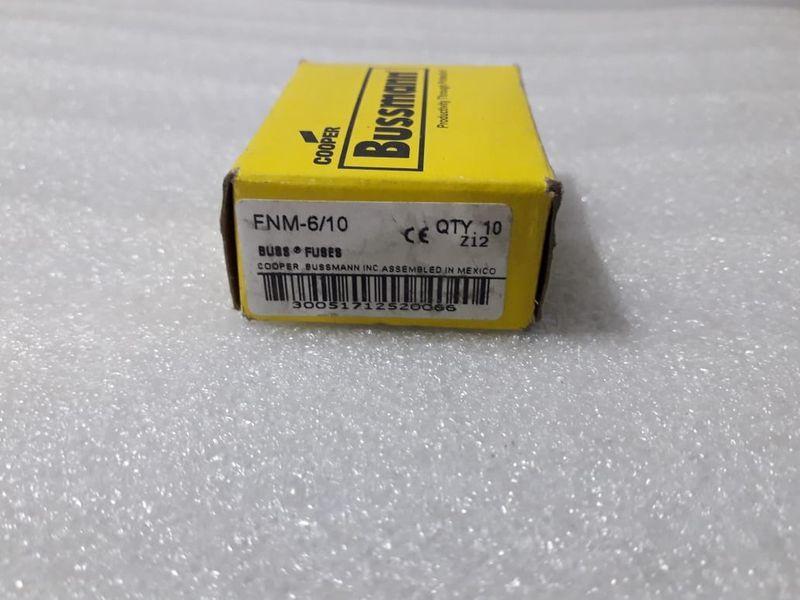 COOPER
Bussmann
Productivity Through Protection
FNM-6/10
CE
QTY. 10
Z12
BUSS® FUSES
COOPER BUSSMANN INC. ASSEMBLED IN MEXICO
30051712520066